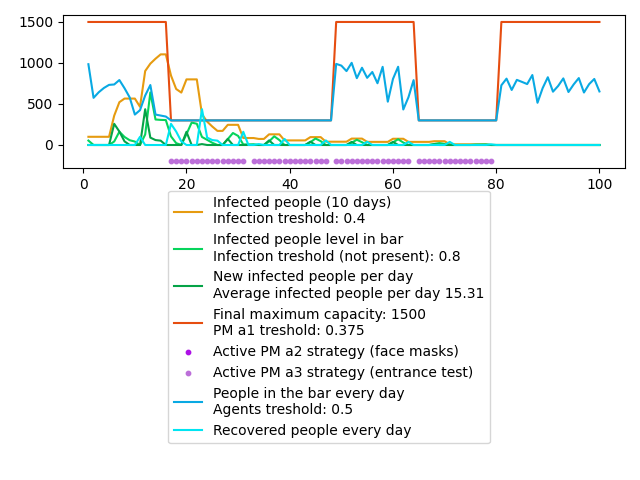 1500
1000
500
0
0
20
40
60
80
100
Infected people (10 days)
Infection treshold: 0.4
Infected people level in bar
Infection treshold (not present): 0.8
New infected people per day
Average infected people per day 15.31
Final maximum capacity: 1500
PM a1 treshold: 0.375
Active PM a2 strategy (face masks)
Active PM a3 strategy (entrance test)
People in the bar every day
Agents treshold: 0.5
Recovered people every day